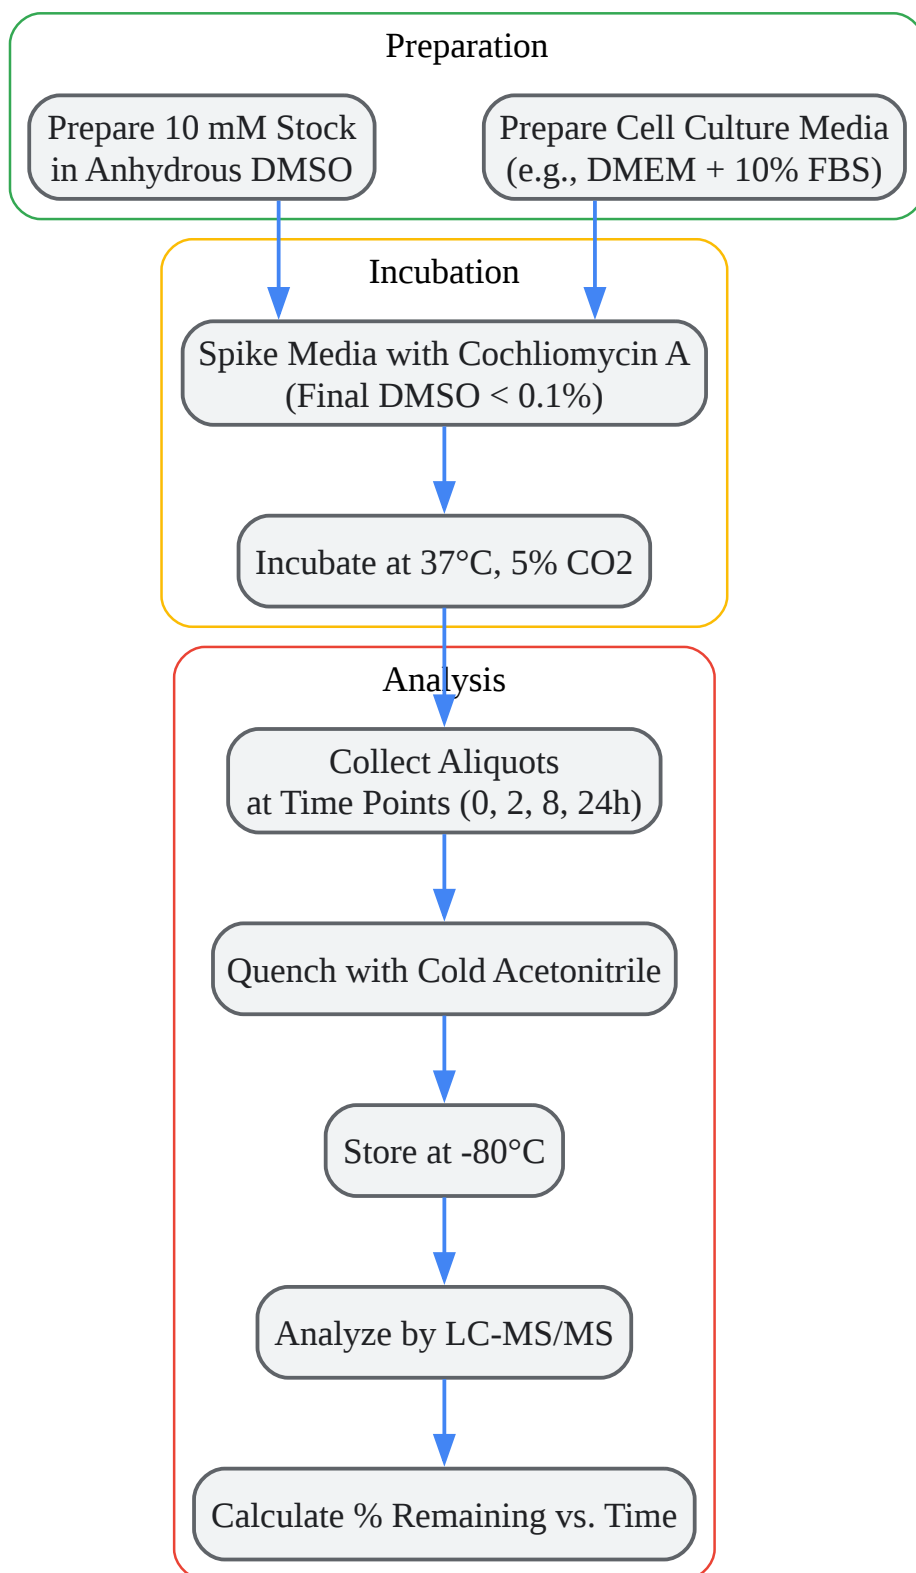 Preparation
Prepare 10 mM Stock
in Anhydrous DMSO
Prepare Cell Culture Media
(e.g., DMEM + 10% FBS)
Incubation
Spike Media with Cochliomycin A
(Final DMSO < 0.1%)
Incubate at 37°C, 5% CO2
Analysis
Collect Aliquots
at Time Points (0, 2, 8, 24h)
Quench with Cold Acetonitrile
Store at -80°C
Analyze by LC-MS/MS
Calculate % Remaining vs. Time